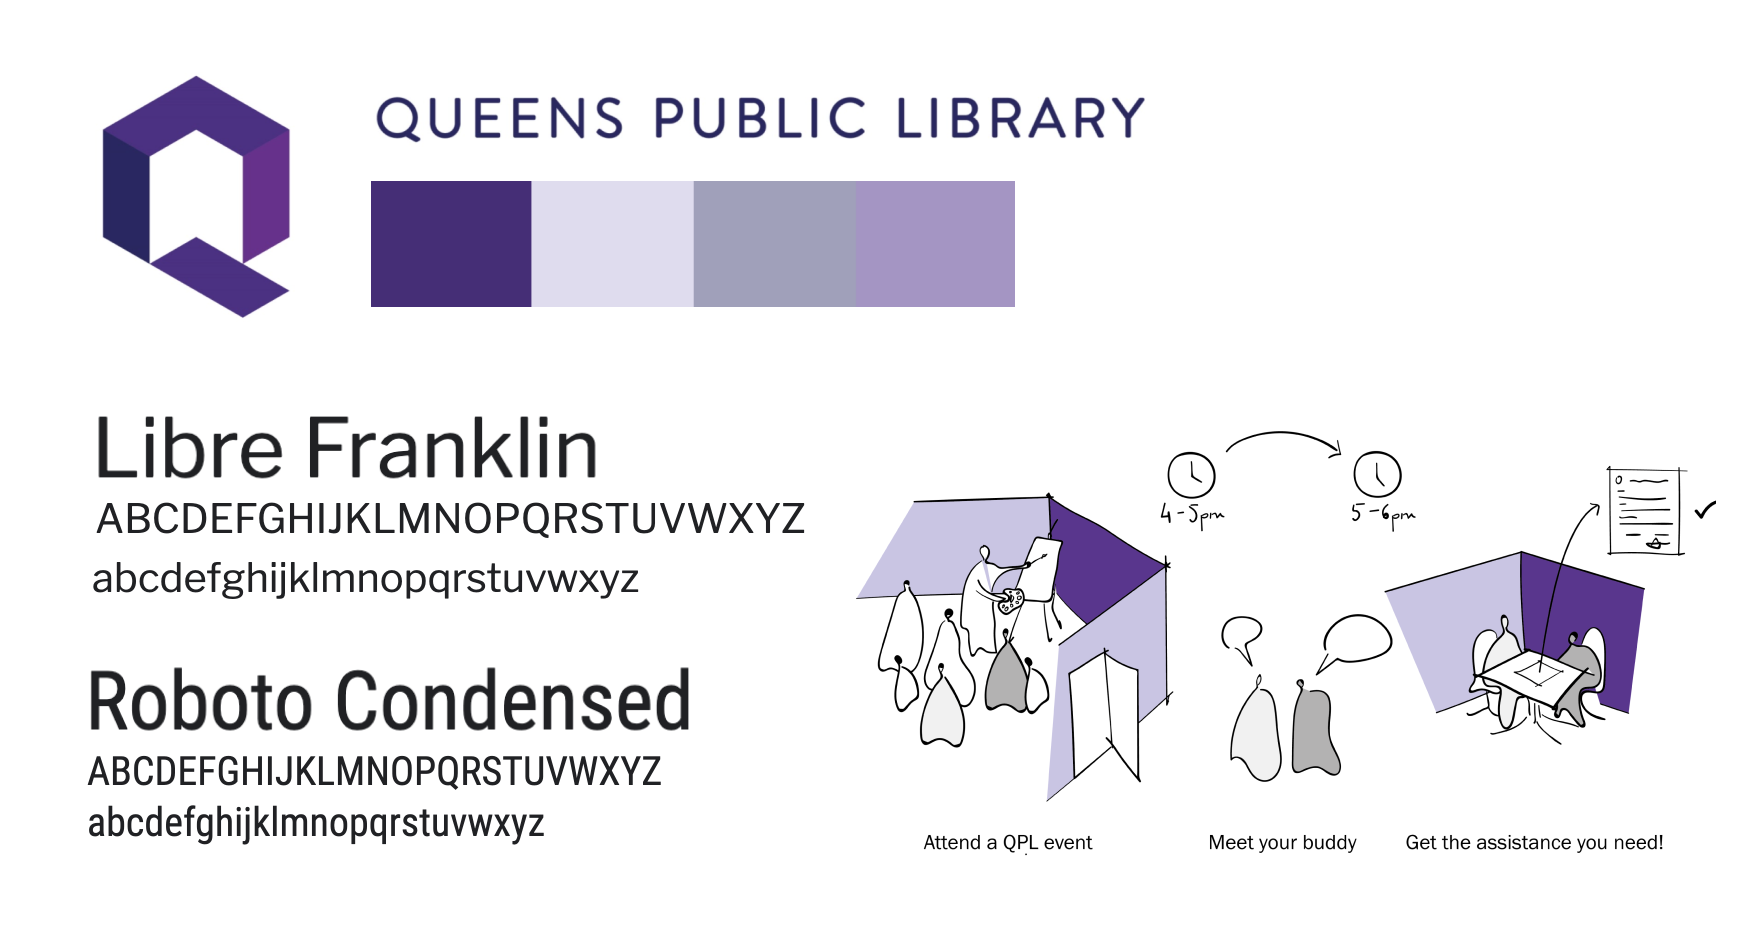 QUEENS PUBLIC LIBRARY
Libre Franklin
ABCDEFGHIJKLMNOPQRSTUVWXYZ
abcdefghijklmnopqrstuvwxyz
Roboto Condensed
ABCDEFGHIJKLMNOPQRSTUVWXYZ
abcdefghijklmnopqrstuvwxyz
4-5pm
5-6pm
Attend a QPL event
Meet your buddy
Get the assistance you need!